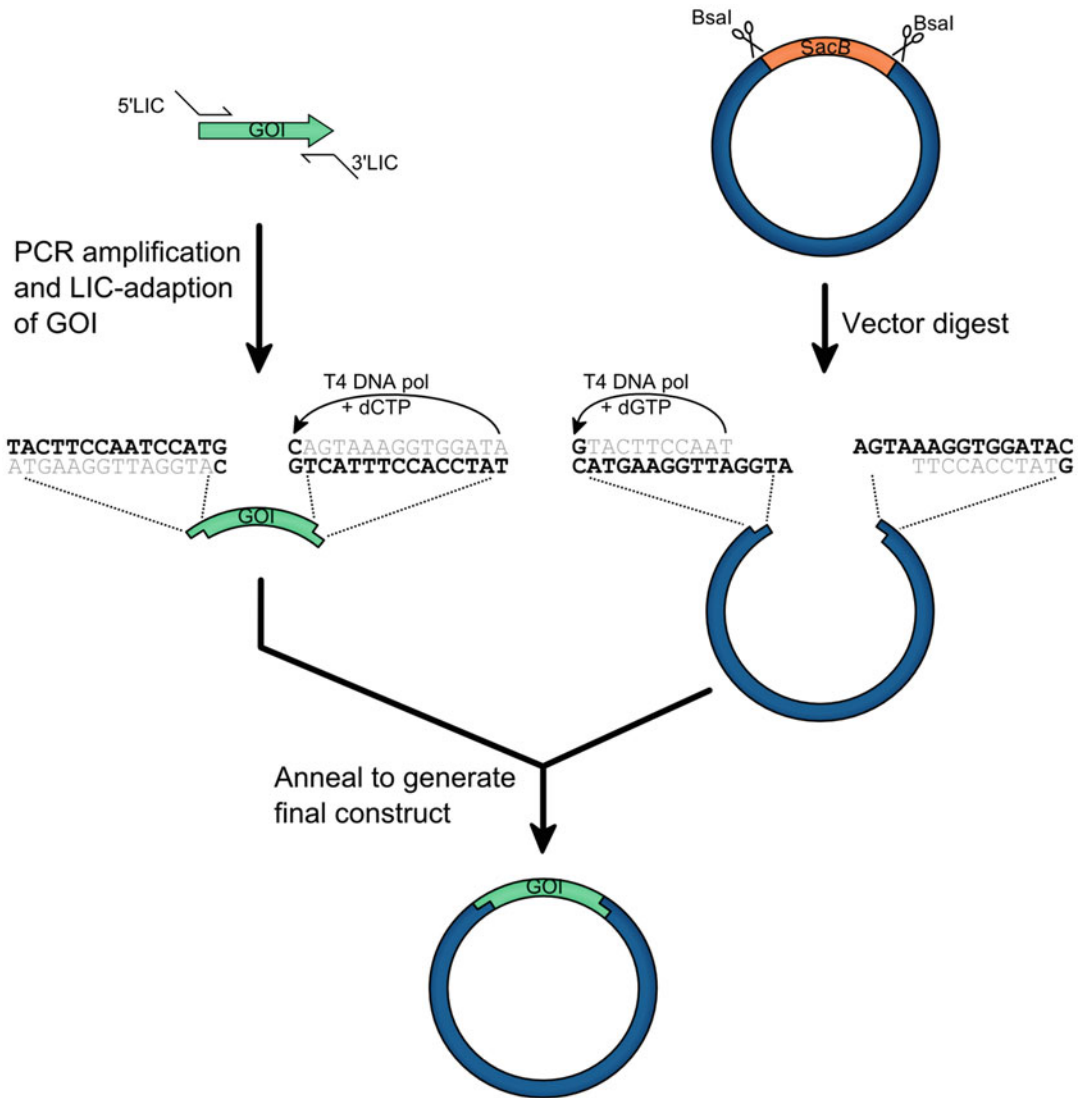 BsaI
BsaI
SacB
5'LIC
GOI
3'LIC
PCR amplification
and LIC-adaption
of GOI
Vector digest
T4 DNA pol
+ dCTP
T4 DNA pol
+ dGTP
TACTTCCAATCCATG
CAGTAAAGGTGGATA
GTACTTCCAAT
AGTAAAGGTGGATAC
ATGAAGGTTAGGTAC
GTCATTTCCACCTAT
CATGAAGGTTAGGTA
TTCCACCTATG
GOI
Anneal to generate
final construct
GOI